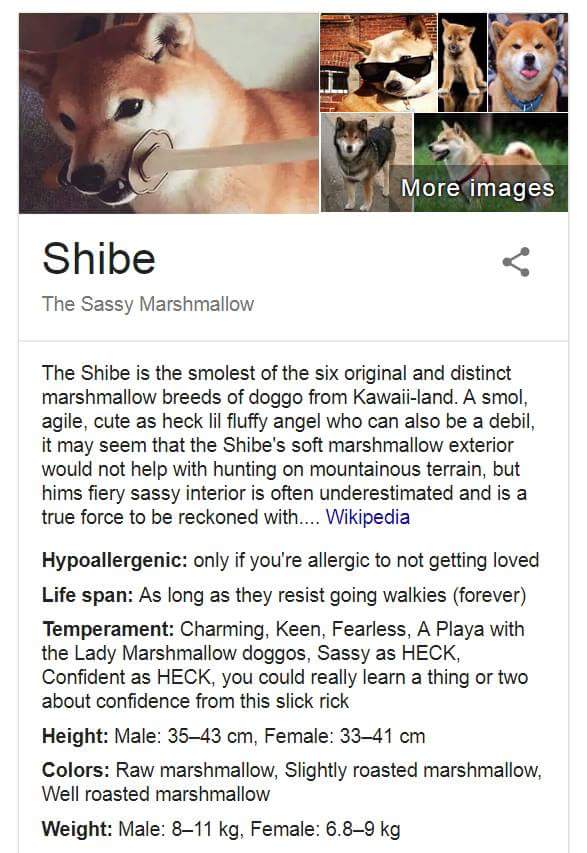 More images
Shibe
The Sassy Marshmallow
The Shibe is the smolest of the six original and distinct
marshmallow breeds of doggo from Kawaii-land. A smol,
agile, cute as heck lil fluffy angel who can also be a debil,
it may seem that the Shibe's soft marshmallow exterior
would not help with hunting on mountainous terrain, but
hims fiery sassy interior is often underestimated and is a
true force to be reckoned with.... Wikipedia
Hypoallergenic: only if you're allergic to not getting loved
Life span: As long as they resist going walkies (forever)
Temperament: Charming, Keen, Fearless, A Playa with
the Lady Marshmallow doggos, Sassy as HECK,
Confident as HECK, you could really learn a thing or two
about confidence from this slick rick
Height: Male: 35–43 cm, Female: 33–41 cm
Colors: Raw marshmallow, Slightly roasted marshmallow,
Well roasted marshmallow
Weight: Male: 8–11 kg, Female: 6.8–9 kg